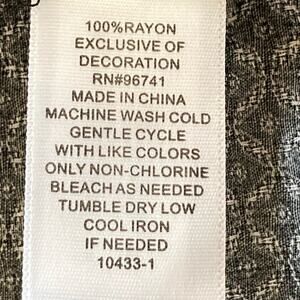 100%RAYON
EXCLUSIVE OF
DECORATION
RN#96741
MADE IN CHINA
MACHINE WASH COLD
GENTLE CYCLE
WITH LIKE COLORS
ONLY NON-CHLORINE
BLEACH AS NEEDED
TUMBLE DRY LOW
COOL IRON
IF NEEDED
10433-1